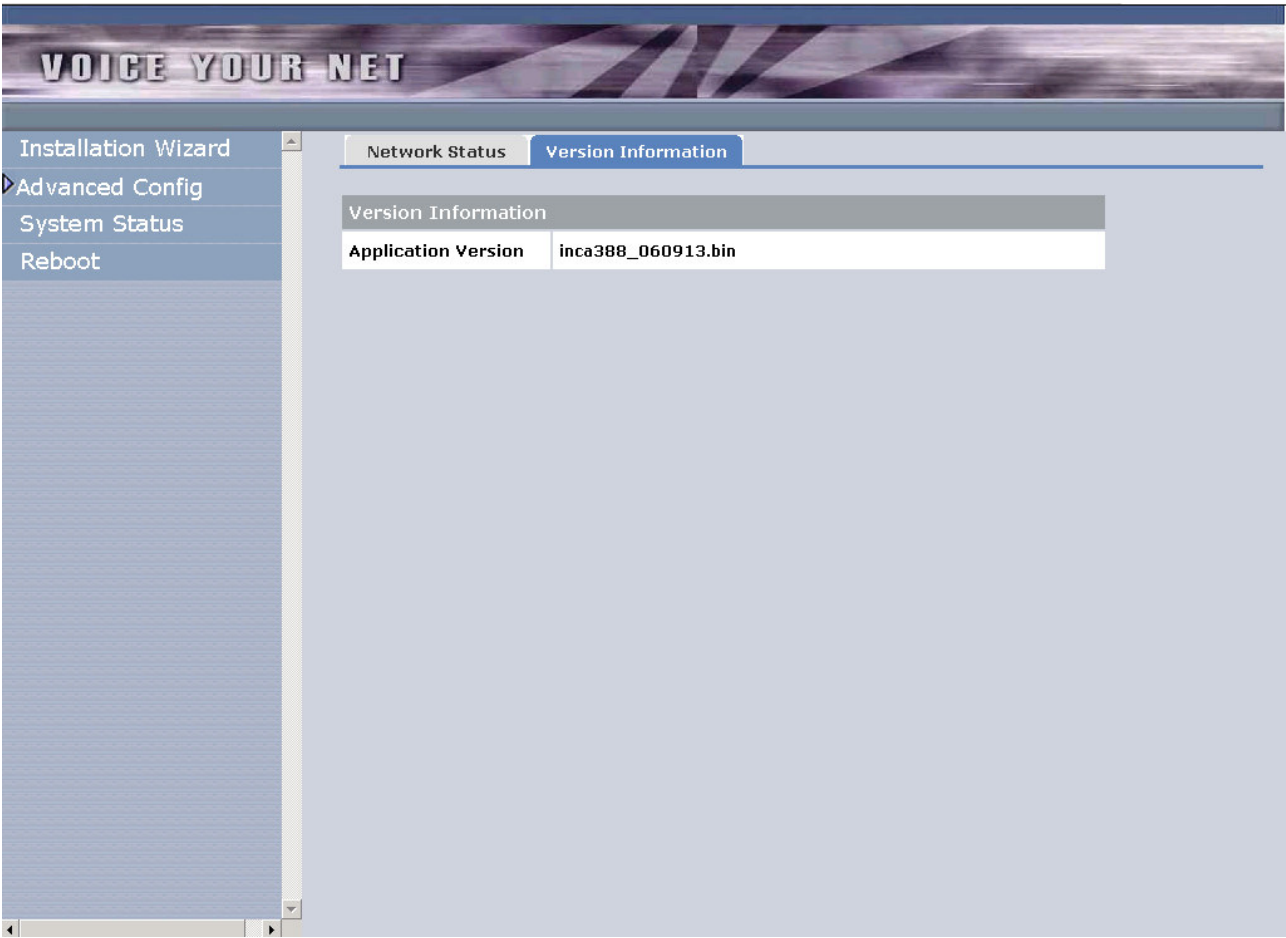 VOICE YOUR NET
Installation Wizard
Advanced Config
System Status
Reboot
Network Status
Version Information
Version Information
Application Version
inca388_060913.bin